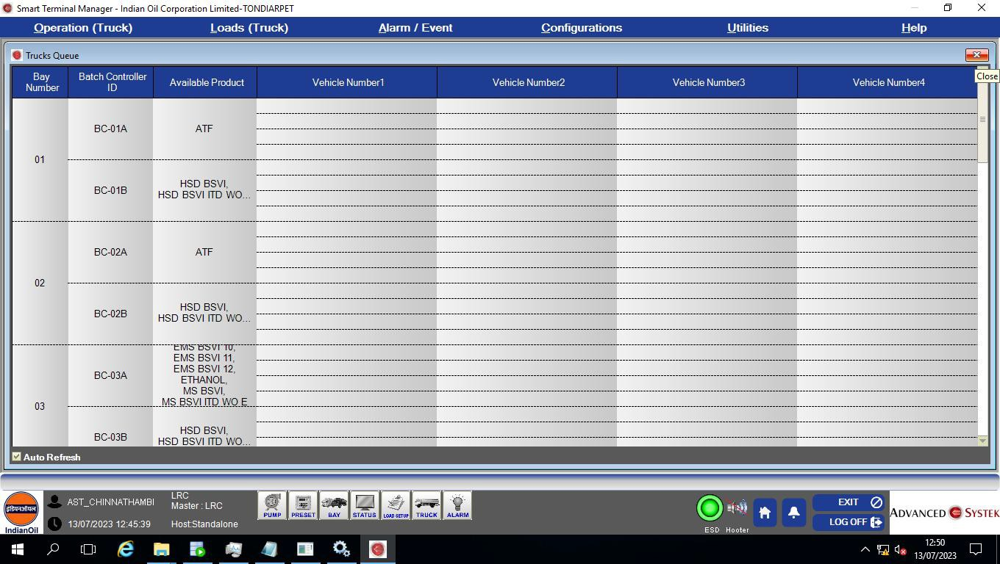 Smart Terminal Manager - Indian Oil Corporation Limited-TONDIARPET
Operation (Truck) Loads (Truck) Alarm / Event Configurations Utilities Help
Trucks Queue
Close
Bay Number Batch Controller ID Available Product Vehicle Number1 Vehicle Number2 Vehicle Number3 Vehicle Number4
01
BC-01A ATF
BC-01B HSD BSVI,
HSD BSVI ITD WO...
02
BC-02A ATF
BC-02B HSD BSVI,
HSD BSVI ITD WO...
03
BC-03A EMS BSVI 10,
EMS BSVI 11,
EMS BSVI 12,
ETHANOL,
MS BSVI,
MS BSVI ITD WO E
BC-03B HSD BSVI,
HSD BSVI ITD WO...
Auto Refresh
इंडियनऑयल
IndianOil
AST_CHINNATHAMBI
13/07/2023 12:45:39
LRC
Master : LRC
Host:Standalone
PUMP PRESET BAY STATUS LOAD SETUP TRUCK ALARM
ESD Hooter
EXIT
LOG OFF
ADVANCED SYSTEK
12:50
13/07/2023